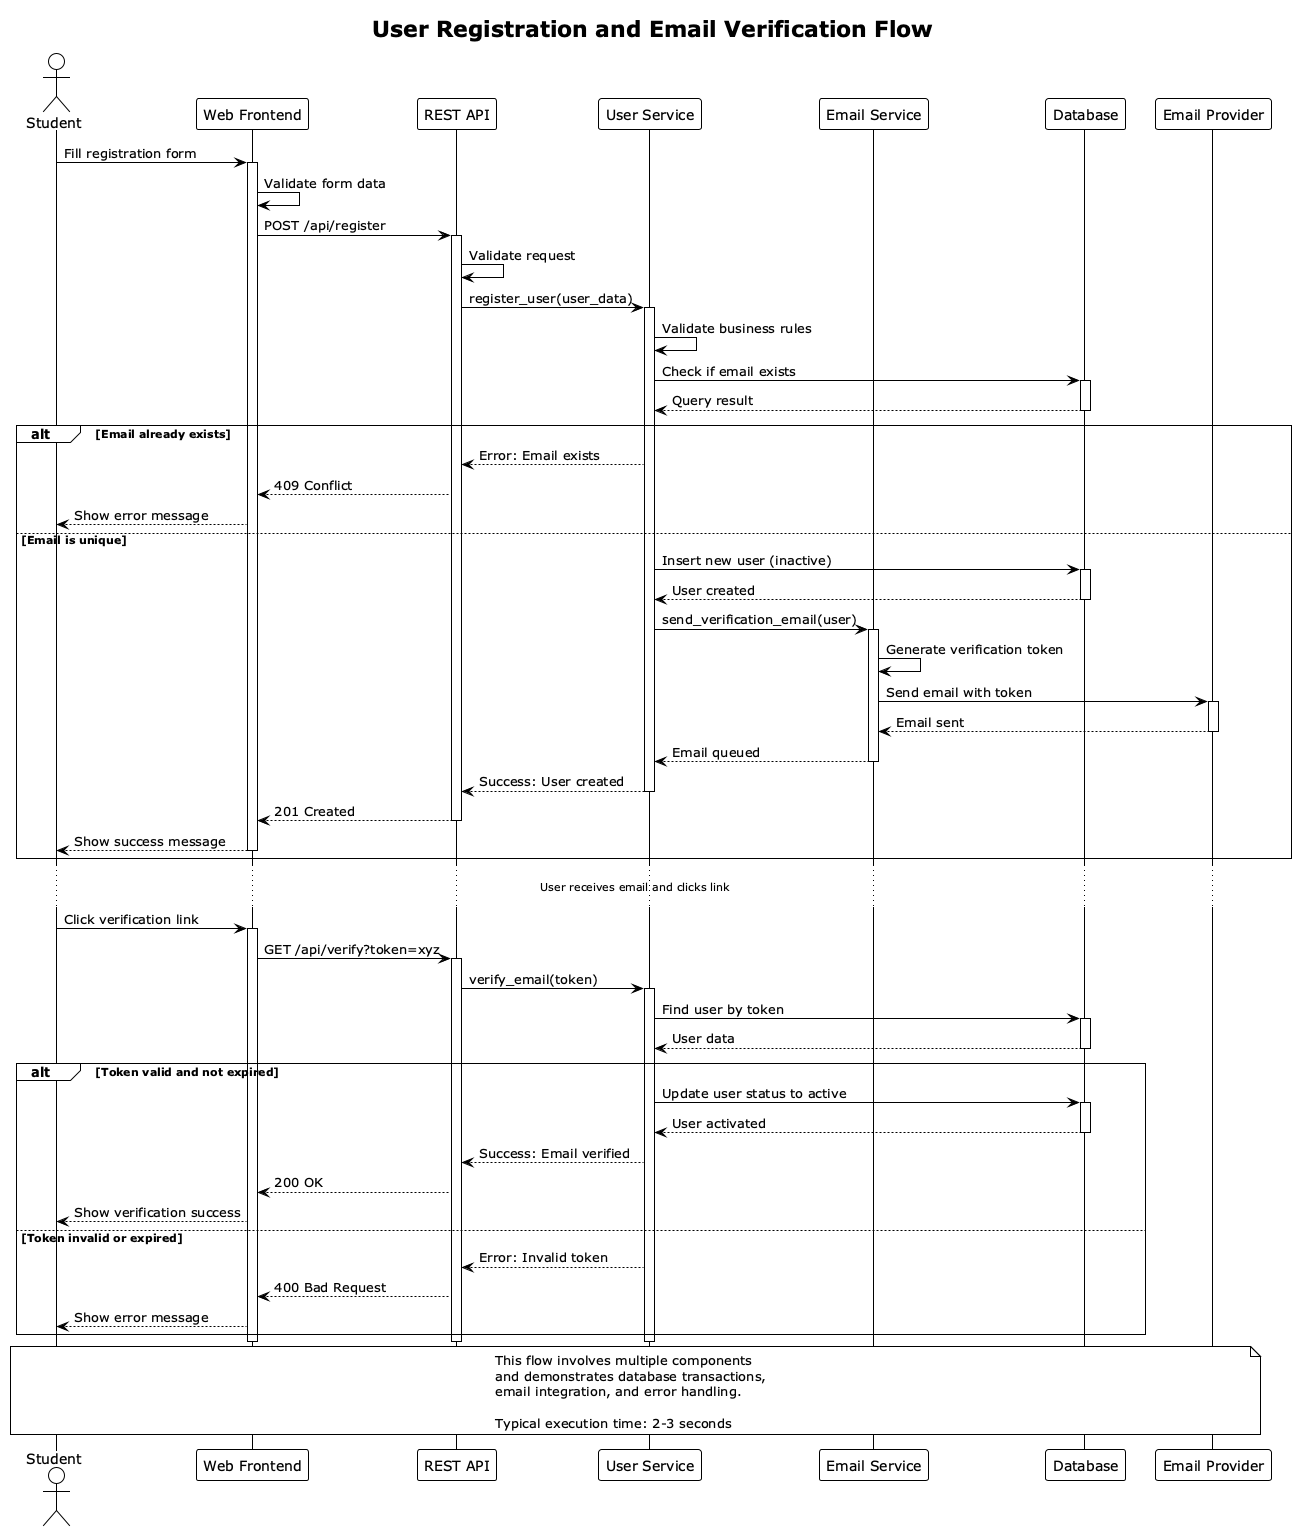 User Registration and Email Verification Flow
Student
Web Frontend
REST API
User Service
Email Service
Database
Email Provider
Fill registration form
Validate form data
POST /api/register
Validate request
register_user(user_data)
Validate business rules
Check if email exists
Query result
alt [Email already exists]
Error: Email exists
409 Conflict
Show error message
[Email is unique]
Insert new user (inactive)
User created
send_verification_email(user)
Generate verification token
Send email with token
Email sent
Email queued
Success: User created
201 Created
Show success message
User receives email and clicks link
Click verification link
GET /api/verify?token=xyz
verify_email(token)
Find user by token
User data
alt [Token valid and not expired]
Update user status to active
User activated
Success: Email verified
200 OK
Show verification success
[Token invalid or expired]
Error: Invalid token
400 Bad Request
Show error message
This flow involves multiple components
and demonstrates database transactions,
email integration, and error handling.
Typical execution time: 2-3 seconds
Student
Web Frontend
REST API
User Service
Email Service
Database
Email Provider